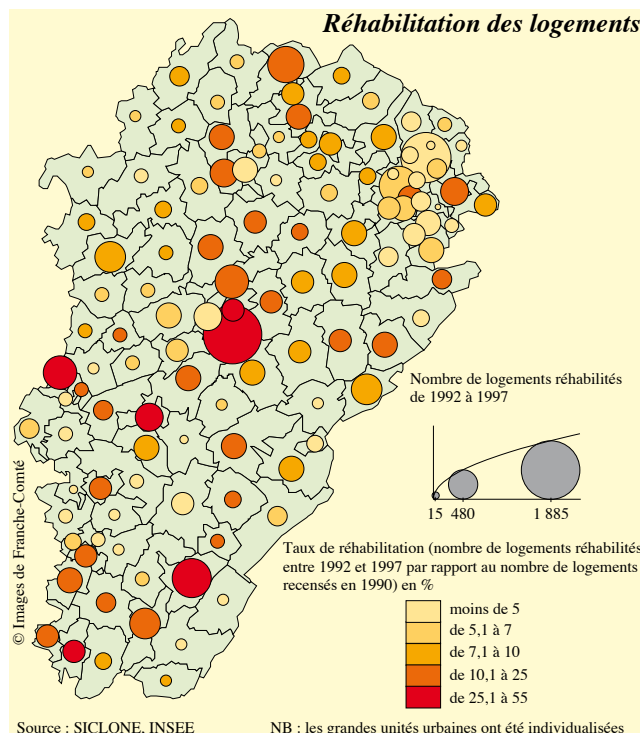 Réhabilitation des logements
Nombre de logements réhabilités
de 1992 à 1997
15 480 1 885
Taux de réhabilitation (nombre de logements réhabilités
entre 1992 et 1997 par rapport au nombre de logements
recensés en 1990) en %
moins de 5
de 5,1 à 7
de 7,1 à 10
de 10,1 à 25
de 25,1 à 55
© Images de Franche-Comté
Source : SICLONE, INSEE
NB : les grandes unités urbaines ont été individualisées